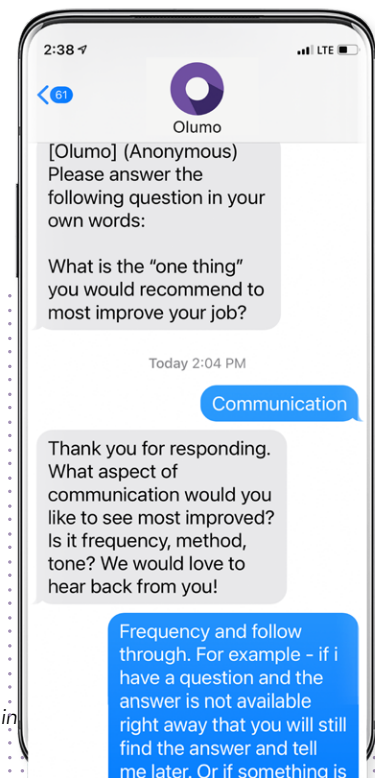 2:38
LTE
61
Olumo
[Olumo] (Anonymous)
Please answer the
following question in your
own words:
What is the “one thing”
you would recommend to
most improve your job?
Today 2:04 PM
Communication
Thank you for responding.
What aspect of
communication would you
like to see most improved?
Is it frequency, method,
tone? We would love to
hear back from you!
Frequency and follow
through. For example - if i
have a question and the
answer is not available
in
right away that you will still
find the answer and tell
me later. Or if something is